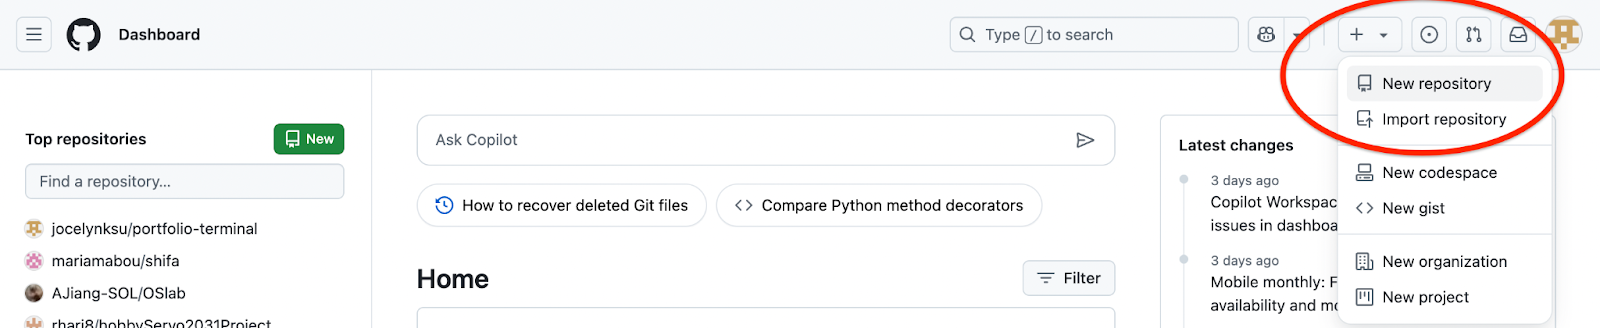 Dashboard
Type / to search
New repository
Import repository
New codespace
New gist
New organization
New project
Top repositories
New
Find a repository...
jocelynksu/portfolio-terminal
mariamabou/shifa
AJiang-SOL/OSlab
rhari8/hobbyServo2031Project
Ask Copilot
How to recover deleted Git files
Compare Python method decorators
Home
Filter
Latest changes
3 days ago
Copilot Workspac
issues in dashboa
3 days ago
Mobile monthly: F
availability and mo